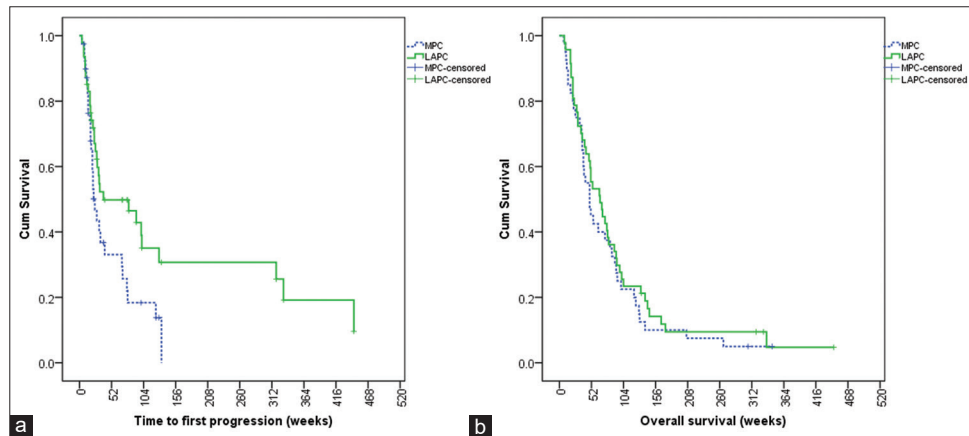 MPC
LAPC
MPC-censored
LAPC-censored
1.0
0.8
0.6
0.4
0.2
0.0
Cum Survival
0 52 104 156 208 260 312 364 416 468 520
Time to first progression (weeks)
a
MPC
LAPC
MPC-censored
LAPC-censored
1.0
0.8
0.6
0.4
0.2
0.0
Cum Survival
0 52 104 156 208 260 312 364 416 468 520
Overall survival (weeks)
b